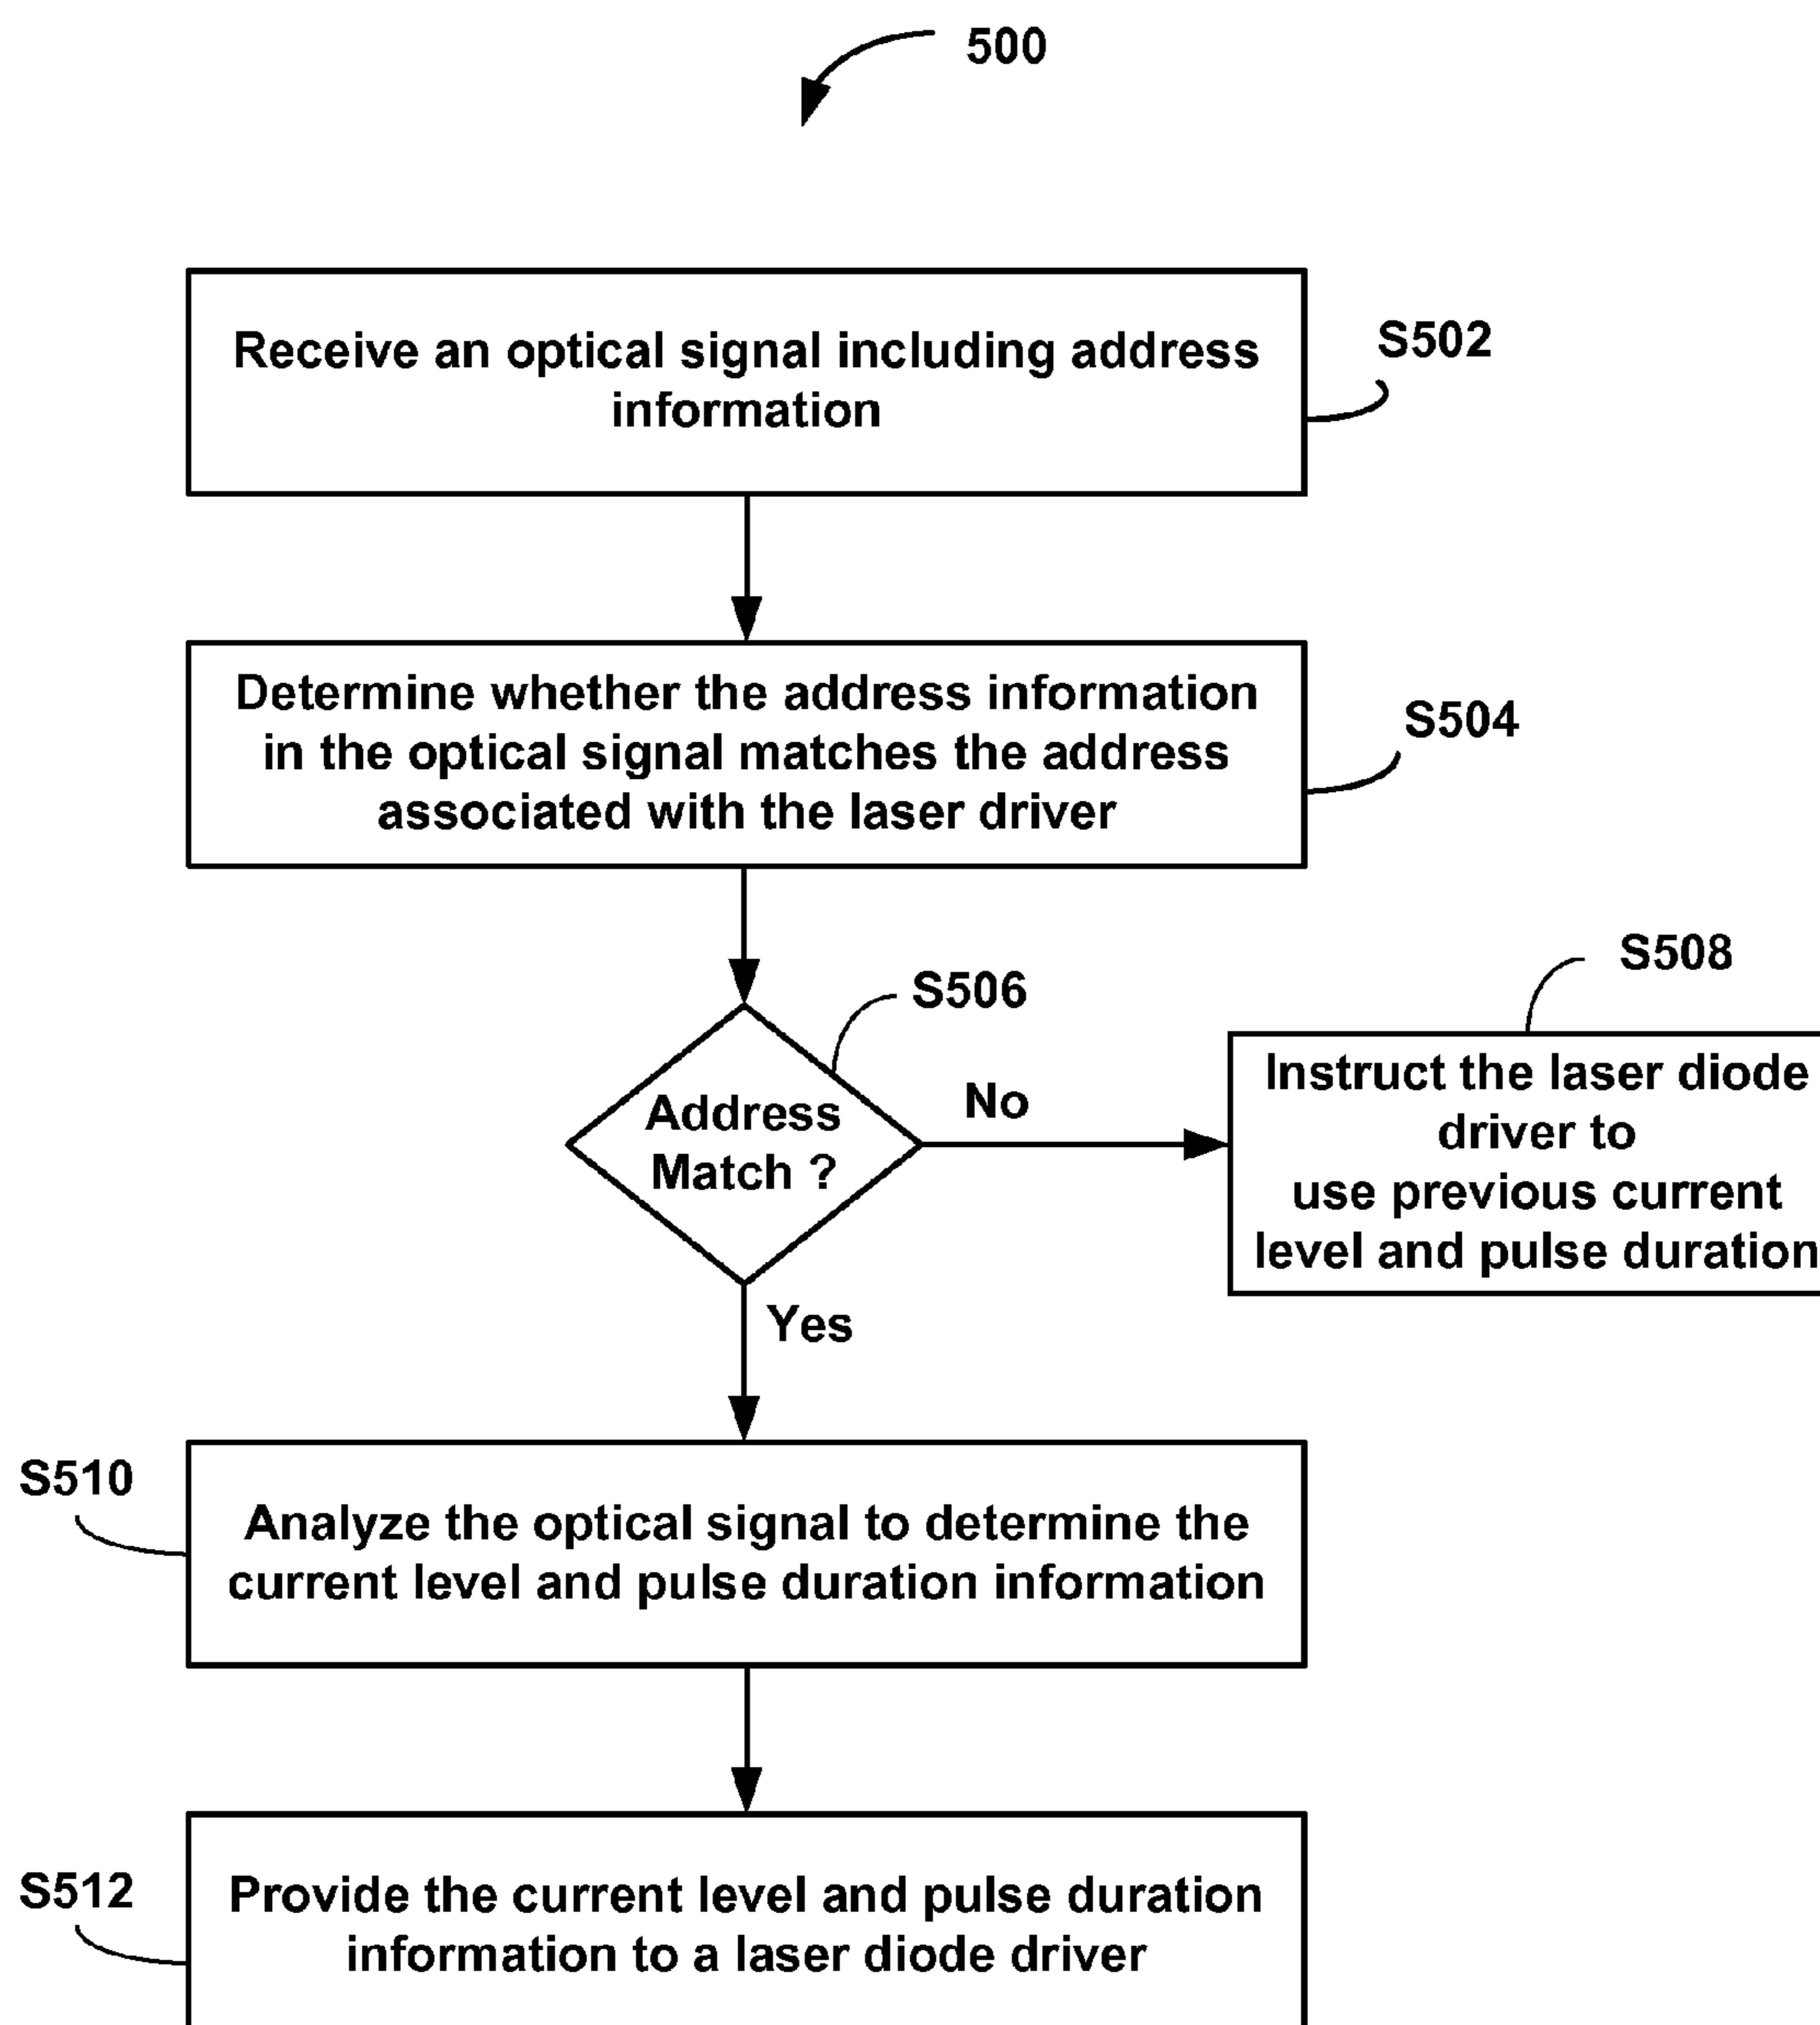 500
Receive an optical signal including address
information
S502
Determine whether the address information
in the optical signal matches the address
associated with the laser driver
S504
S506
Address
Match ?
No
S508
Instruct the laser diode
driver to
use previous current
level and pulse duration
Yes
S510
Analyze the optical signal to determine the
current level and pulse duration information
S512
Provide the current level and pulse duration
information to a laser diode driver